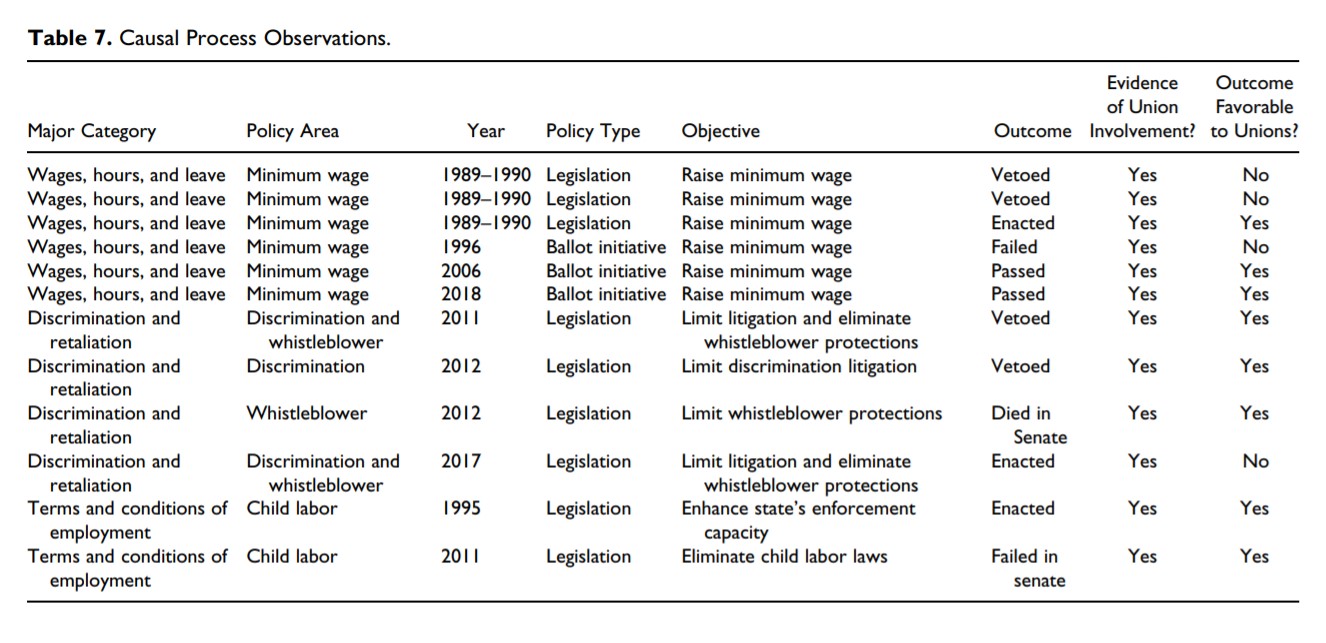 Table 7. Causal Process Observations.
Evidence Outcome
of Union Favorable
Major Category Policy Area Year Policy Type Objective Outcome Involvement? to Unions?
Wages, hours, and leave Minimum wage 1989–1990 Legislation Raise minimum wage Vetoed Yes No
Wages, hours, and leave Minimum wage 1989–1990 Legislation Raise minimum wage Vetoed Yes No
Wages, hours, and leave Minimum wage 1989–1990 Legislation Raise minimum wage Enacted Yes Yes
Wages, hours, and leave Minimum wage 1996 Ballot initiative Raise minimum wage Failed Yes No
Wages, hours, and leave Minimum wage 2006 Ballot initiative Raise minimum wage Passed Yes Yes
Wages, hours, and leave Minimum wage 2018 Ballot initiative Raise minimum wage Passed Yes Yes
Discrimination and Discrimination and 2011 Legislation Limit litigation and eliminate Vetoed Yes Yes
retaliation whistleblower whistleblower protections
Discrimination and Discrimination 2012 Legislation Limit discrimination litigation Vetoed Yes Yes
retaliation
Discrimination and Whistleblower 2012 Legislation Limit whistleblower protections Died in Yes Yes
retaliation Senate
Discrimination and Discrimination and 2017 Legislation Limit litigation and eliminate Enacted Yes No
retaliation whistleblower whistleblower protections
Terms and conditions of Child labor 1995 Legislation Enhance state's enforcement Enacted Yes Yes
employment capacity
Terms and conditions of Child labor 2011 Legislation Eliminate child labor laws Failed in Yes Yes
employment senate